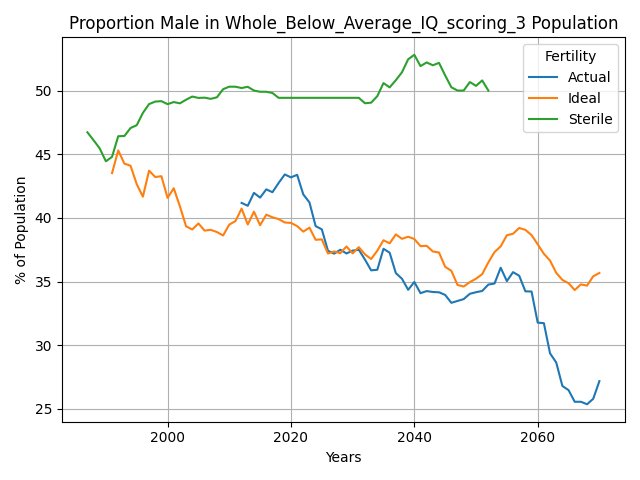 Proportion Male in Whole_Below_Average_IQ_scoring_3 Population
Fertility
Actual
Ideal
Sterile
% of Population
50
45
40
35
30
25
2000
2020
2040
2060
Years